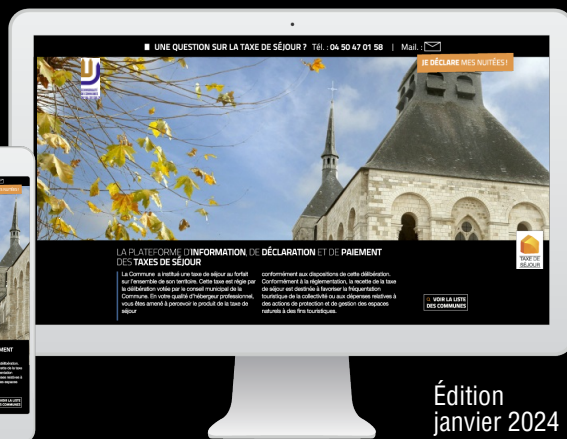 UNE QUESTION SUR LA TAXE DE SÉJOUR ? Tél. : 04 50 47 01 58 | Mail. :
JE DÉCLARE MES NUITÉES !
LA PLATEFORME D'INFORMATION, DE DÉCLARATION ET DE PAIEMENT
DES TAXES DE SÉJOUR
La Commune a institué une taxe de séjour au forfait
sur l'ensemble de son territoire. Cette taxe est régie par
la délibération votée par le conseil municipal de la
Commune. En votre qualité d'hébergeur professionnel,
vous êtes amené à percevoir le produit de la taxe de
séjour
conformément aux dispositions de cette délibération.
Conformément à la réglementation, la recette de la taxe
de séjour est destinée à favoriser la fréquentation
touristique de la collectivité ou aux dépenses relatives à
des actions de protection et de gestion des espaces
naturels à des fins touristiques.
TAXE DE
SÉJOUR
VOIR LA LISTE
DES COMMUNES
Édition
janvier 2024